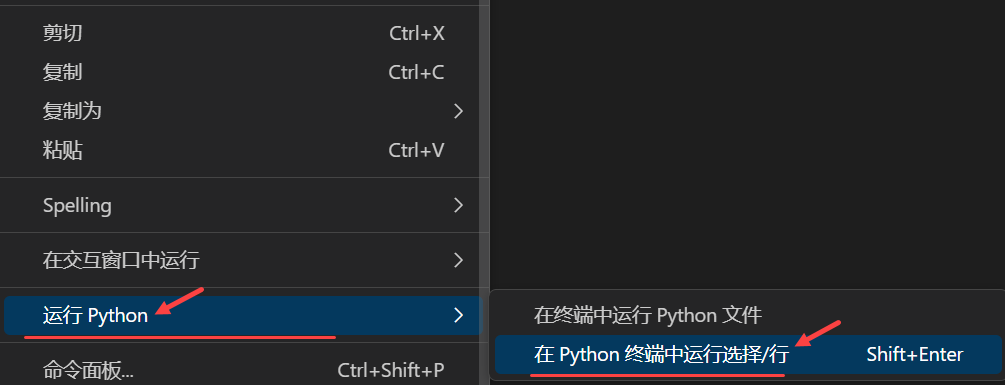 剪切 Ctrl+X
复制 Ctrl+C
复制为
粘贴 Ctrl+V
Spelling
在交互窗口中运行
运行 Python
在终端中运行 Python 文件
在 Python 终端中运行选择/行 Shift+Enter
命令面板... Ctrl+Shift+P